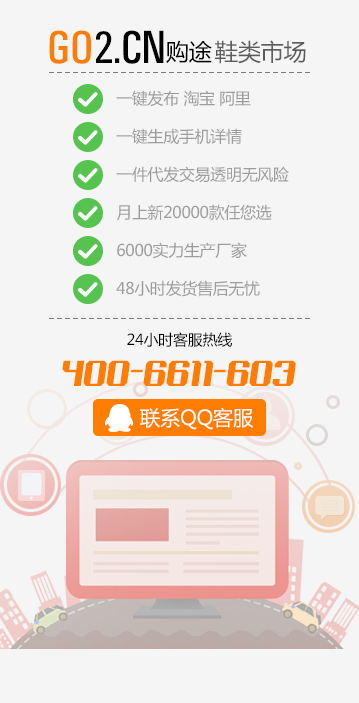 GO2.CN购途 鞋类市场
一键发布 淘宝 阿里
一键生成手机详情
一件代发交易透明无风险
月上新20000款任您选
6000实力生产厂家
48小时发货售后无忧
24小时客服热线
400-6611-603
联系QQ客服